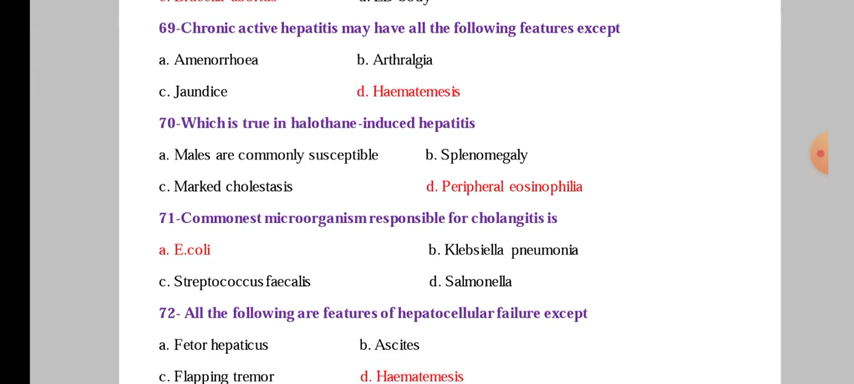 69-Chronic active hepatitis may have all the following features except
a. Amenorrhoea b. Arthralgia
c. Jaundice d. Haematemesis
70-Which is true in halothane-induced hepatitis
a. Males are commonly susceptible b. Splenomegaly
c. Marked cholestasis d. Peripheral eosinophilia
71-Commonest microorganism responsible for cholangitis is
a. E.coli b. Klebsiella pneumonia
c. Streptococcus faecalis d. Salmonella
72- All the following are features of hepatocellular failure except
a. Fetor hepaticus b. Ascites
c. Flapping tremor d. Haematemesis